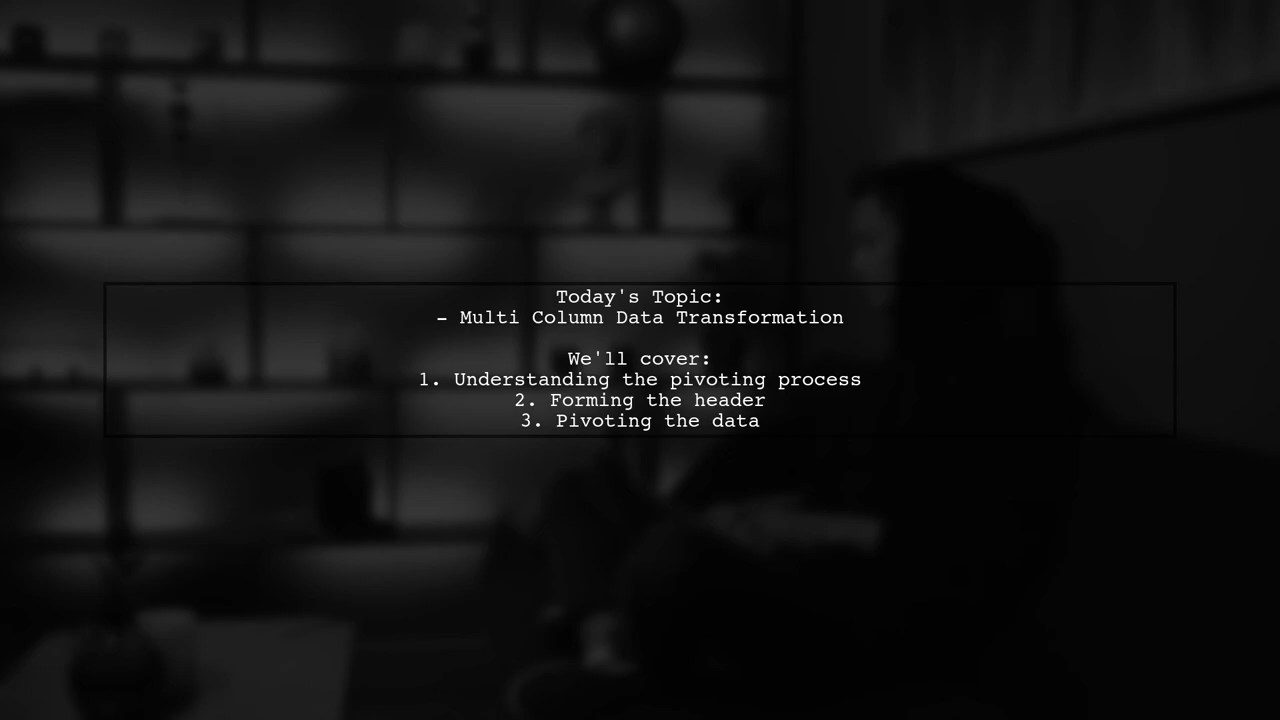 Today's Topic:
- Multi Column Data Transformation
We'll cover:
1. Understanding the pivoting process
2. Forming the header
3. Pivoting the data